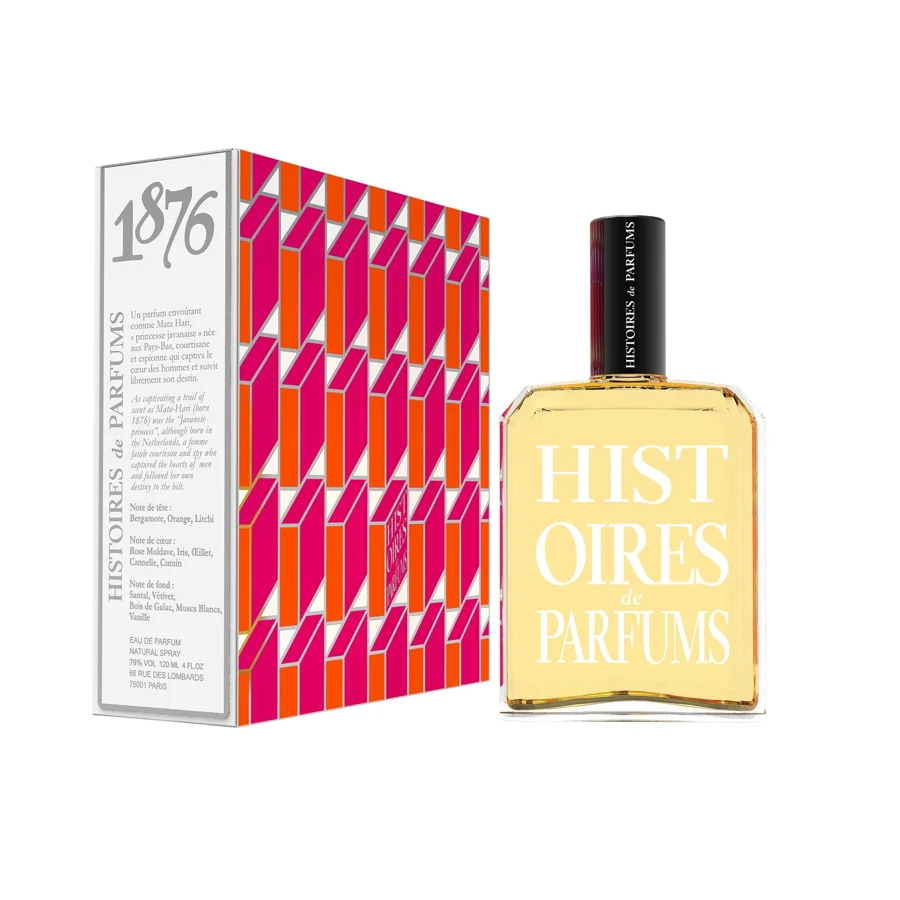 1876
HISTOIRES de PARFUMS
Un parfum envoûtant
comme Mata Hari,
« princesse javanaise » née
aux Pays-Bas, courtisane
et espionne qui captiva le
cœur des hommes et suivit
librement son destin.
As captivating a trail of
scent as Mata-Hari (born
1876) was the "Javanese
princess", although born in
the Netherlands, a femme
fatale courtesan and spy who
captured the hearts of men
and followed her own
destiny to the hilt.
Note de tête :
Bergamote, Orange, Litchi
Note de cœur :
Rose Moldave, Iris, Œillet,
Cannelle, Cumin
Note de fond :
Santal, Vétiver,
Bois de Gaïac, Muscs Blancs,
Vanille
EAU DE PARFUM
NATURAL SPRAY
79% VOL 120 ML 4 FL.OZ
66 RUE DES LOMBARDS
75001 PARIS
HIST
OIRES
de
PARFUMS
HISTOIRES de PARFUMS
HIST
OIRES
de
PARFUMS